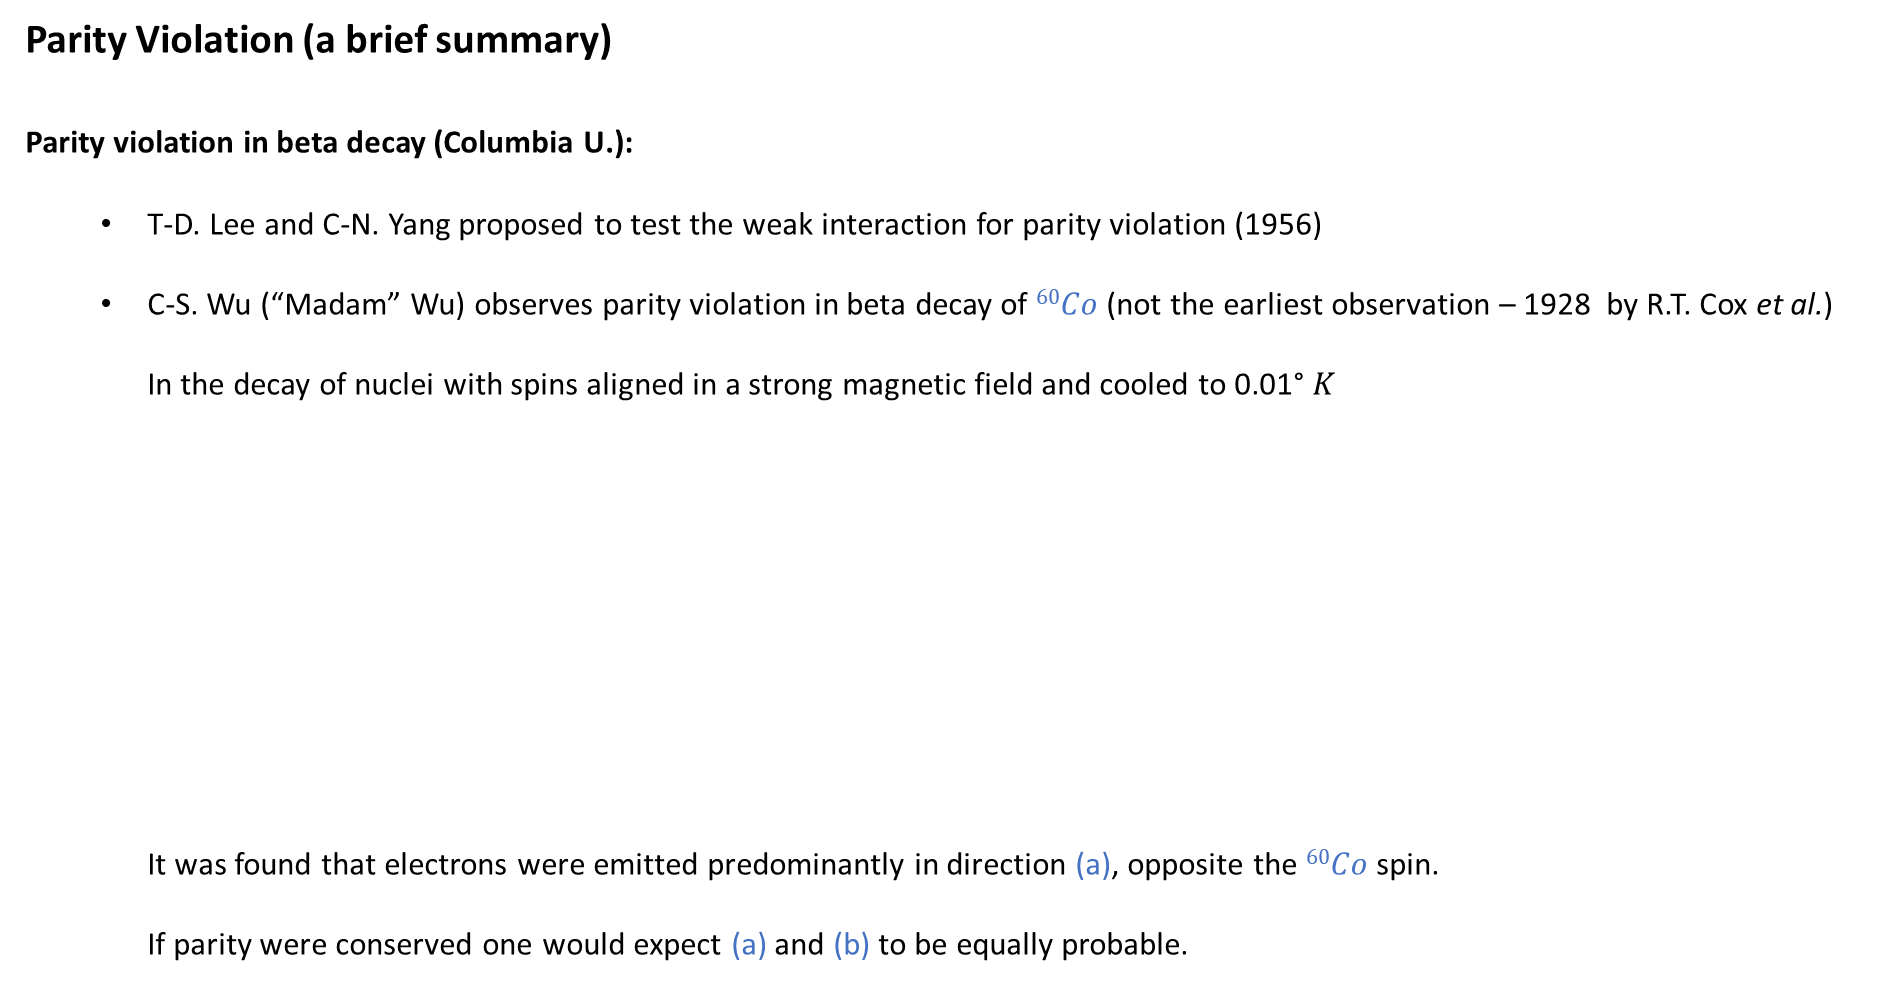 Parity Violation (a brief summary)
Parity violation in beta decay (Columbia U.):
• T-D. Lee and C-N. Yang proposed to test the weak interaction for parity violation (1956)
• C-S. Wu (“Madam” Wu) observes parity violation in beta decay of ⁶⁰Co (not the earliest observation – 1928 by R.T. Cox et al.)
In the decay of nuclei with spins aligned in a strong magnetic field and cooled to 0.01° K
It was found that electrons were emitted predominantly in direction (a), opposite the ⁶⁰Co spin.
If parity were conserved one would expect (a) and (b) to be equally probable.